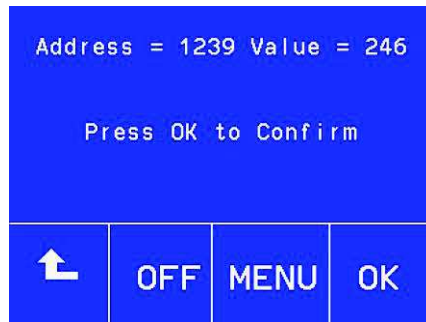 Address = 1239 Value = 246
Press OK to Confirm
OFF MENU OK